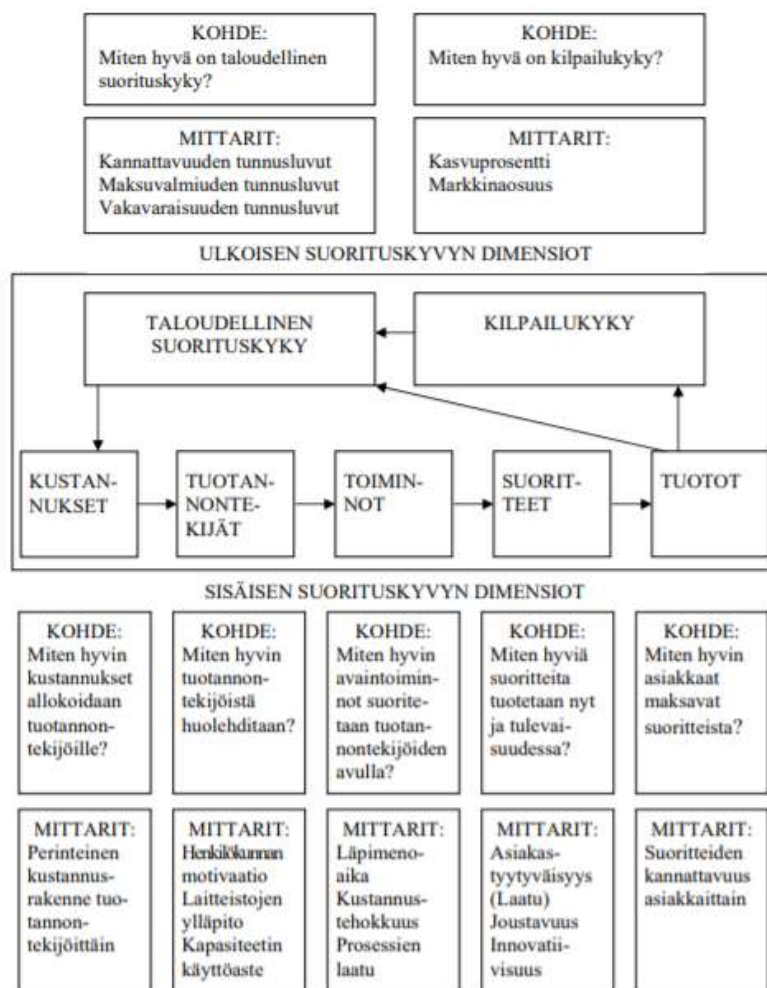 KOHDE:
Miten hyvä on taloudellinen
suorituskyky?
KOHDE:
Miten hyvä on kilpailukyky?
MITTARIT:
Kannattavuuden tunnusluvut
Maksuvalmiuden tunnusluvut
Vakavaraisuuden tunnusluvut
MITTARIT:
Kasvuprosentti
Markkinaosuus
ULKOISEN SUORITUSKYVYN DIMENSIOT
TALOUDELLINEN
SUORITUSKYKY
KILPAILUKYKY
KUSTAN-
NUKSET
TUOTAN-
NONTE-
KIJÄT
TOIMIN-
NOT
SUORIT-
TEET
TUOTOT
SISÄISEN SUORITUSKYVYN DIMENSIOT
KOHDE:
Miten hyvin
kustannukset
allokoidaan
tuotannon-
tekijöille?
KOHDE:
Miten hyvin
tuotannon-
tekijöistä
huolehditaan?
KOHDE:
Miten hyvin
avaintoimin-
not suorite-
taan tuotan-
nontekijöiden
avulla?
KOHDE:
Miten hyviä
suoritteita
tuotetaan nyt
ja tulevai-
suudessa?
KOHDE:
Miten hyvin
asiakkaat
maksavat
suoritteista?
MITTARIT:
Perinteinen
kustannus-
rakenne tuo-
tannon-
tekijöittäin
MITTARIT:
Henkilökunnan
motivaatio
Laitteistojen
ylläpito
Kapasiteetin
käyttöaste
MITTARIT:
Läpimeno-
aika
Kustannus-
tehokkuus
Prosessien
laatu
MITTARIT:
Asiakas-
tyytyväisyys
(Laatu)
Joustavuus
Innovatii-
visuus
MITTARIT:
Suoritteiden
kannattavuus
asiakkaittain